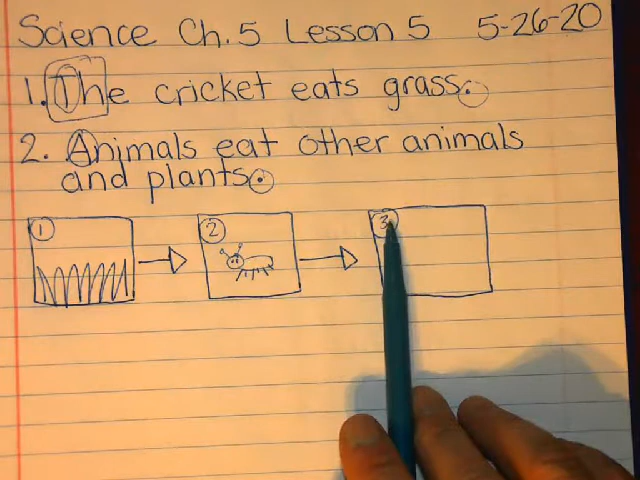 Science Ch. 5 Lesson 5 5-26-20
1. The cricket eats grass.
2. Animals eat other animals
and plants.
1 2 3